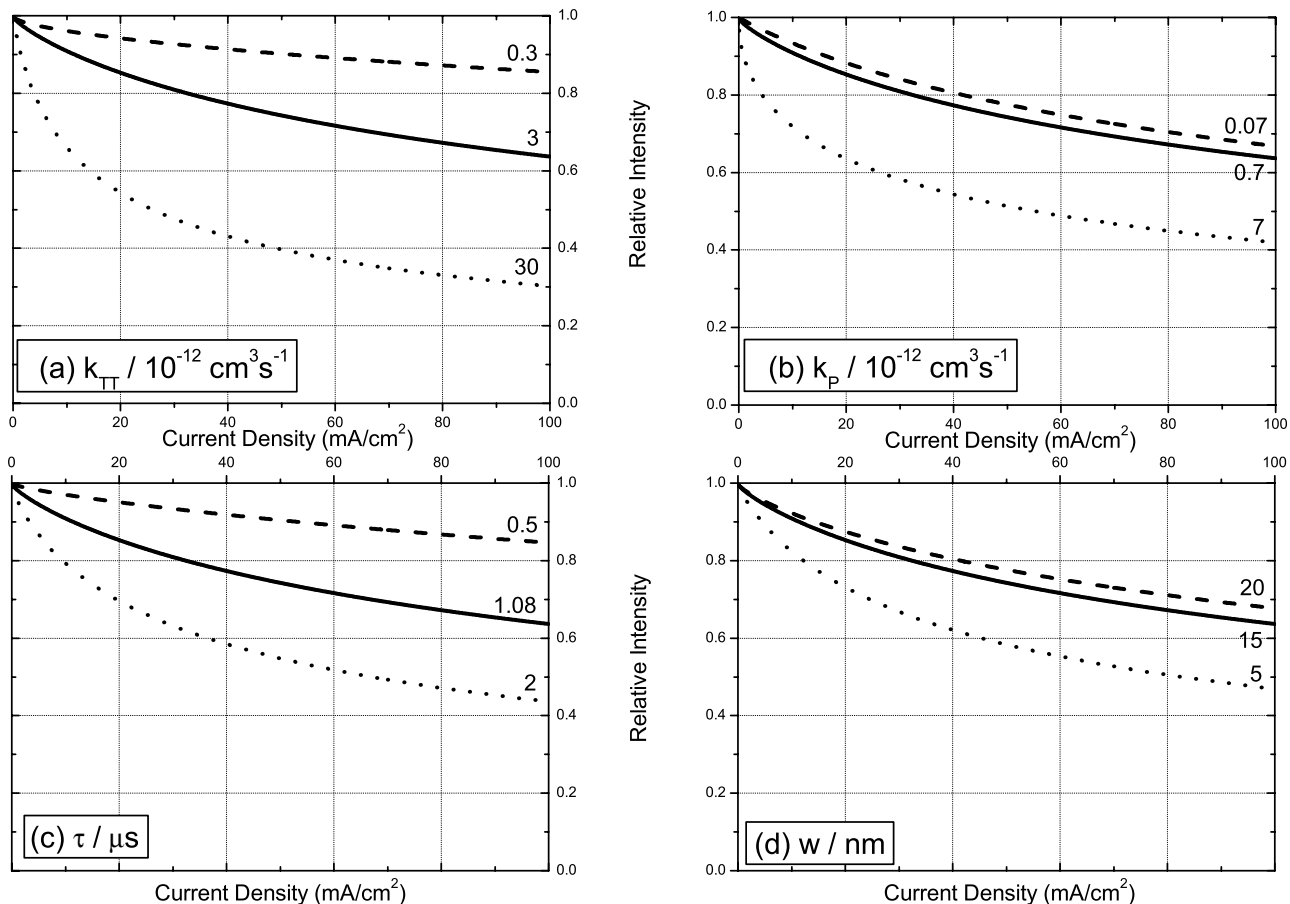 1.0
0.8
0.6
0.4
0.2
0.0
0.3
3
30
(a) k_TT / 10^-12 cm^3s^-1
0 20 40 60 80 100
Current Density (mA/cm^2)
Relative Intensity
1.0
0.8
0.6
0.4
0.2
0.0
0.07
0.7
7
(b) k_P / 10^-12 cm^3s^-1
0 20 40 60 80 100
Current Density (mA/cm^2)
0 20 40 60 80 100
1.0
0.8
0.6
0.4
0.2
0.0
0.5
1.08
2
(c) τ / μs
Current Density (mA/cm^2)
Relative Intensity
0 20 40 60 80 100
1.0
0.8
0.6
0.4
0.2
0.0
20
15
5
(d) w / nm
Current Density (mA/cm^2)